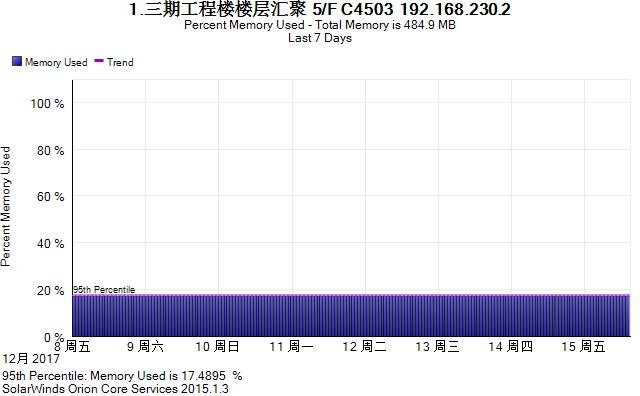 1.三期工程楼楼层汇聚 5/F C4503 192.168.230.2
Percent Memory Used - Total Memory is 484.9 MB
Last 7 Days
Memory Used Trend
Percent Memory Used
100 %
80 %
60 %
40 %
20 %
0 %
95th Percentile
8 周五 9 周六 10 周日 11 周一 12 周二 13 周三 14 周四 15 周五
12月 2017
95th Percentile: Memory Used is 17.4895 %
SolarWinds Orion Core Services 2015.1.3